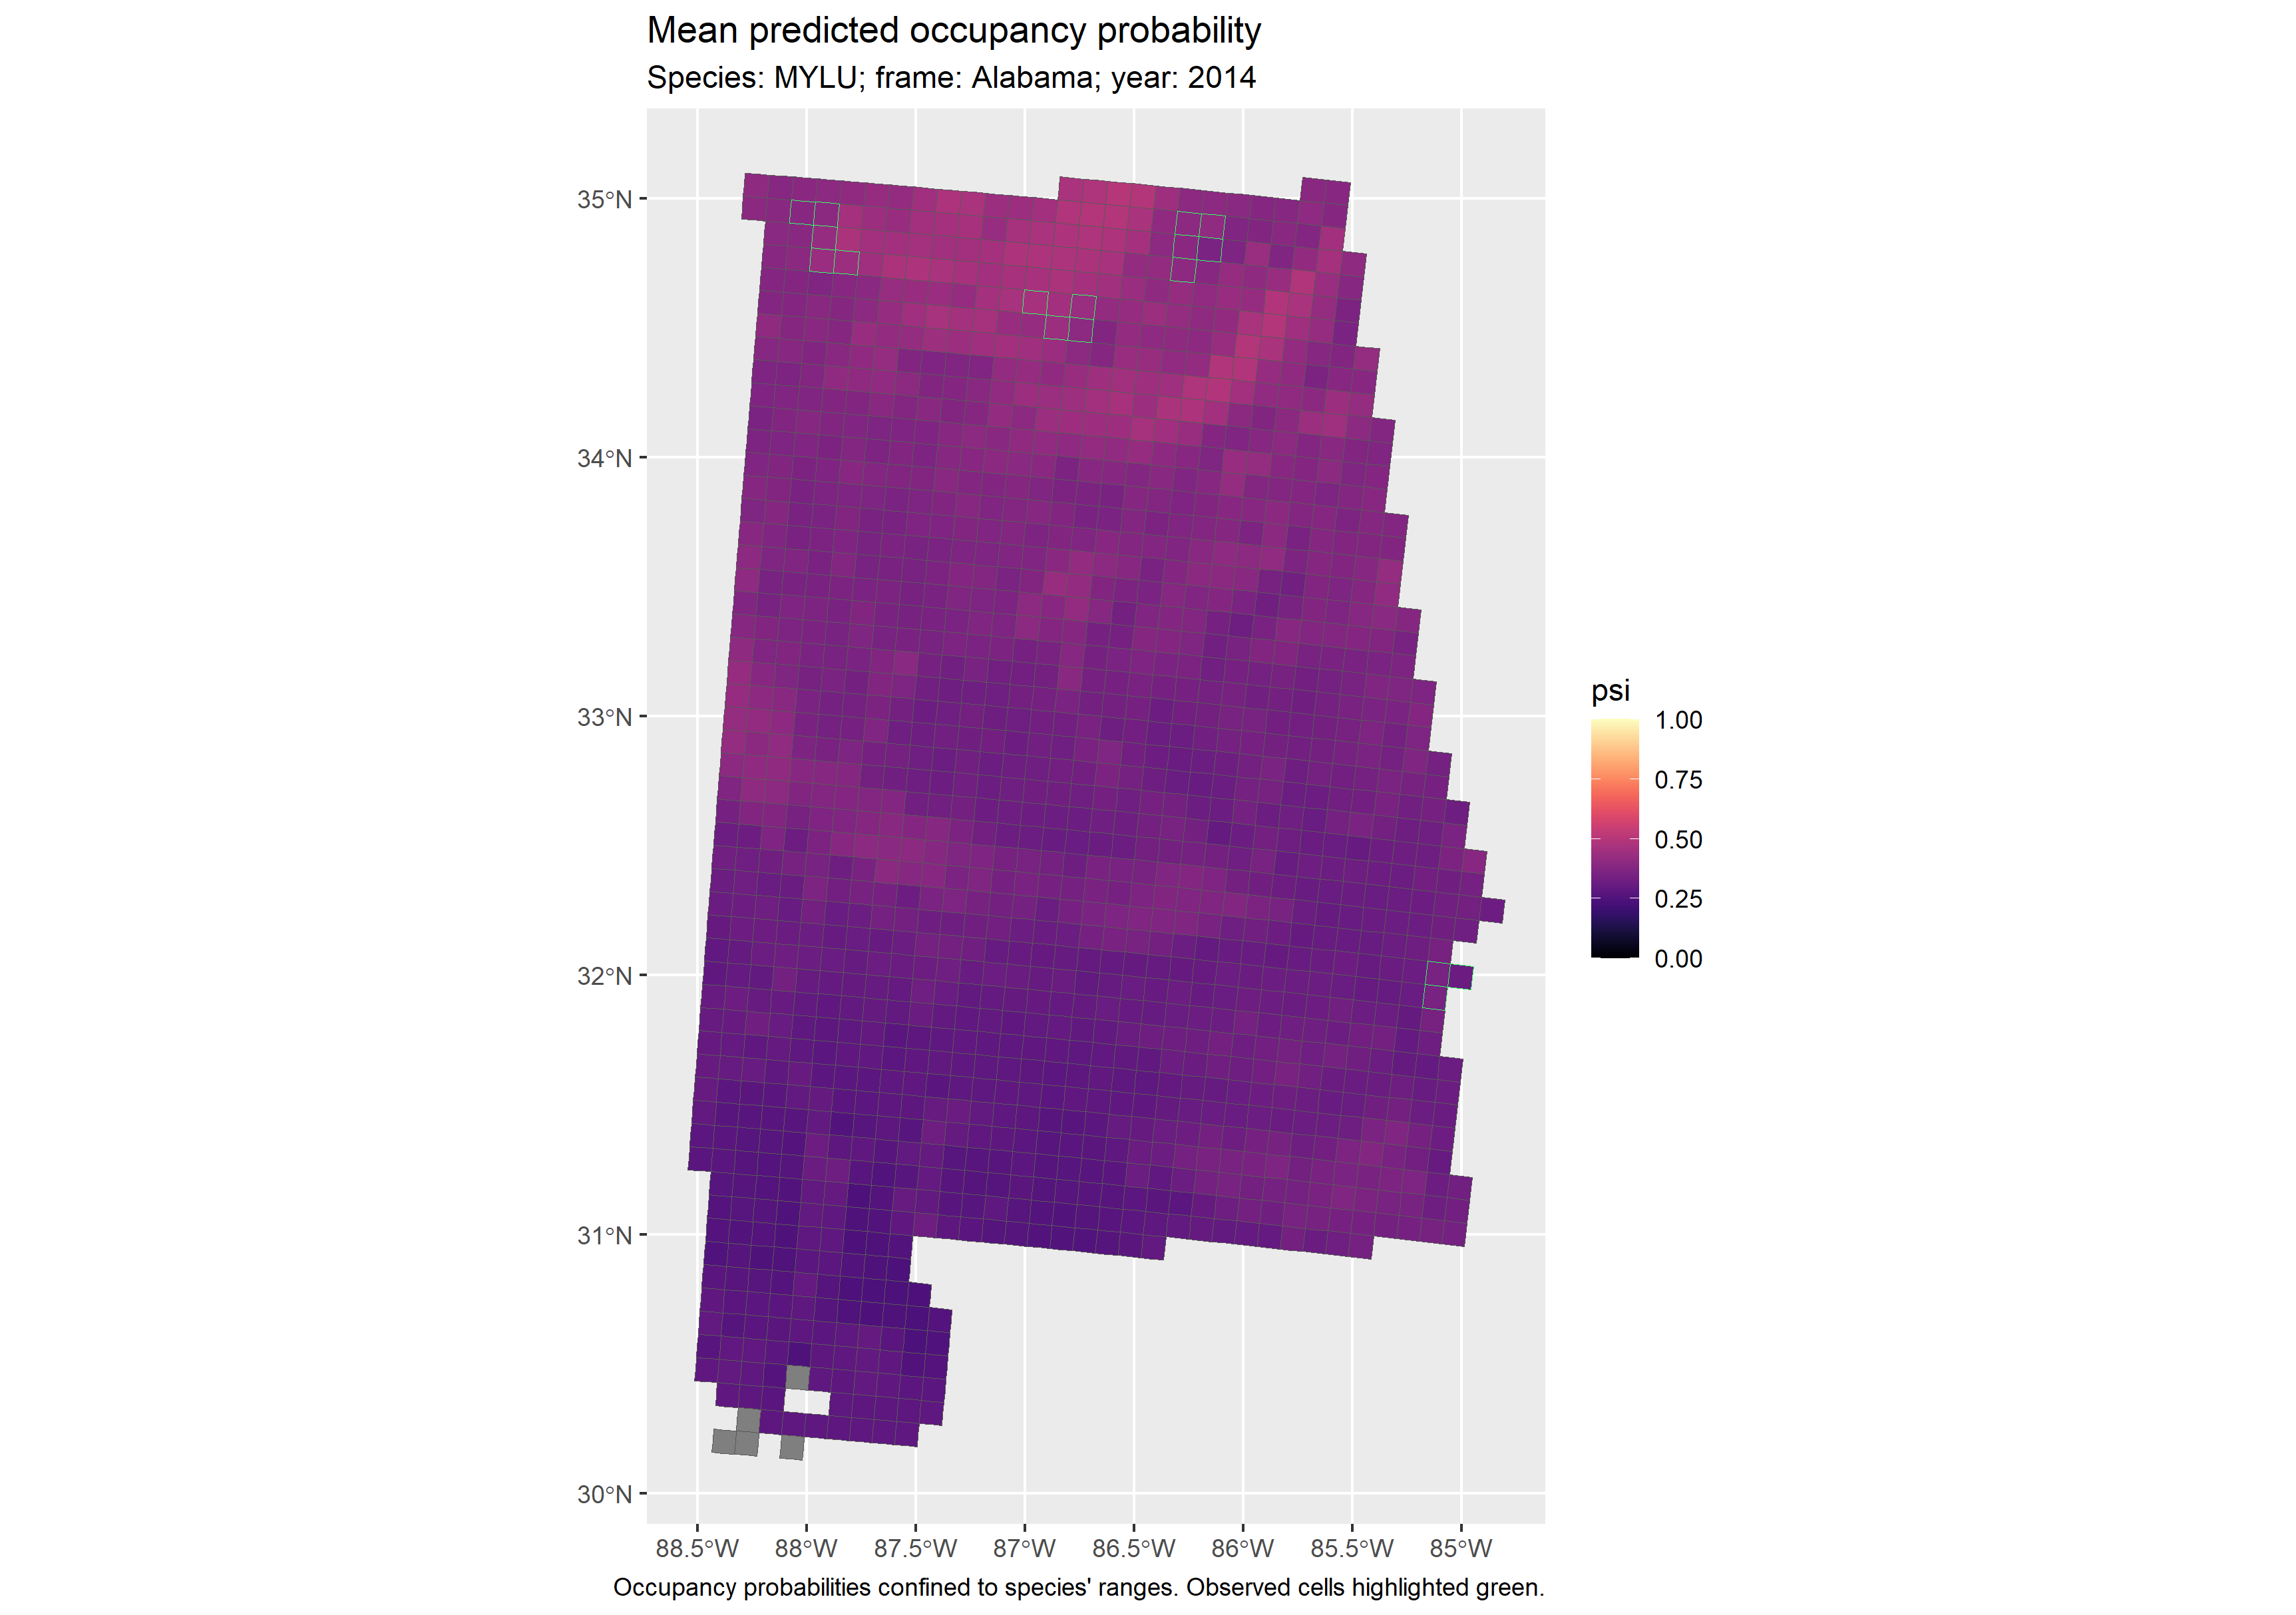 Mean predicted occupancy probability
Species: MYLU; frame: Alabama; year: 2014
35°N
34°N
33°N
32°N
31°N
30°N
88.5°W 88°W 87.5°W 87°W 86.5°W 86°W 85.5°W 85°W
psi
1.00
0.75
0.50
0.25
0.00
Occupancy probabilities confined to species' ranges. Observed cells highlighted green.